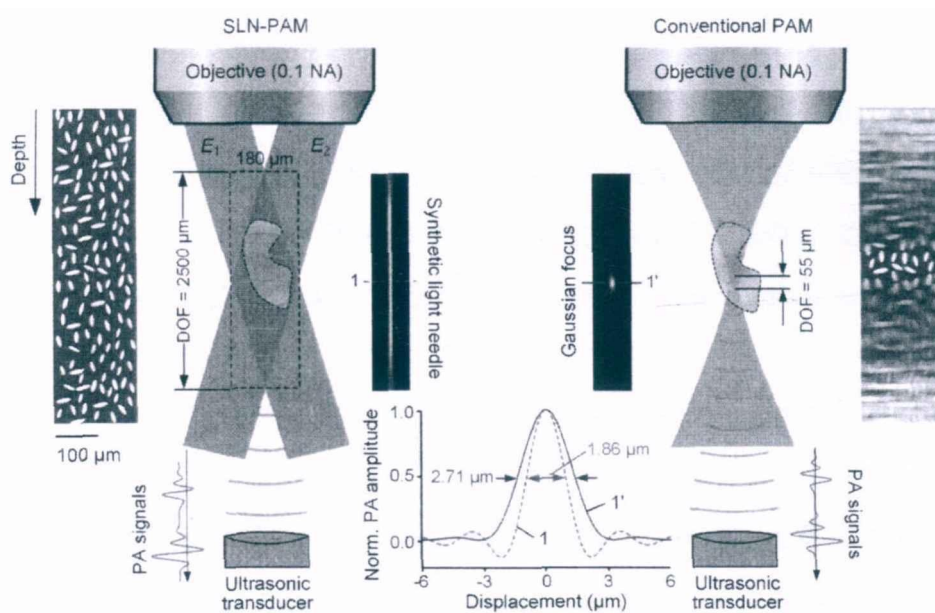 SLN-PAM
Conventional PAM
Objective (0.1 NA)
Objective (0.1 NA)
Depth
E₁
E₂
180 µm
DOF = 2500 µm
1
Synthetic light needle
Gaussian focus
1'
DOF = 55 µm
100 µm
PA signals
Ultrasonic
transducer
Norm. PA amplitude
1.0
0.5
0.0
2.71 µm
1.86 µm
1
1'
-6
-3
0
3
6
Displacement (µm)
PA signals
Ultrasonic
transducer